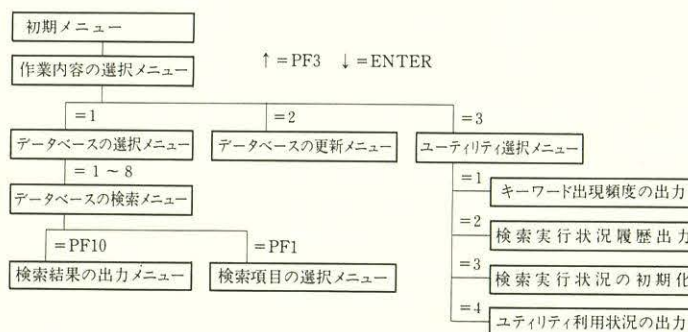 初期メニュー
作業内容の選択メニュー
↑=PF3 ↓=ENTER
=1
=2
=3
データベースの選択メニュー
データベースの更新メニュー
ユーティリティ選択メニュー
=1~8
データベースの検索メニュー
=1
キーワード出現頻度の出力
=2
検索実行状況履歴出力
=PF10
=PF1
=3
検索結果の出力メニュー
検索項目の選択メニュー
検索実行状況の初期化
=4
ユティリティ利用状況の出力